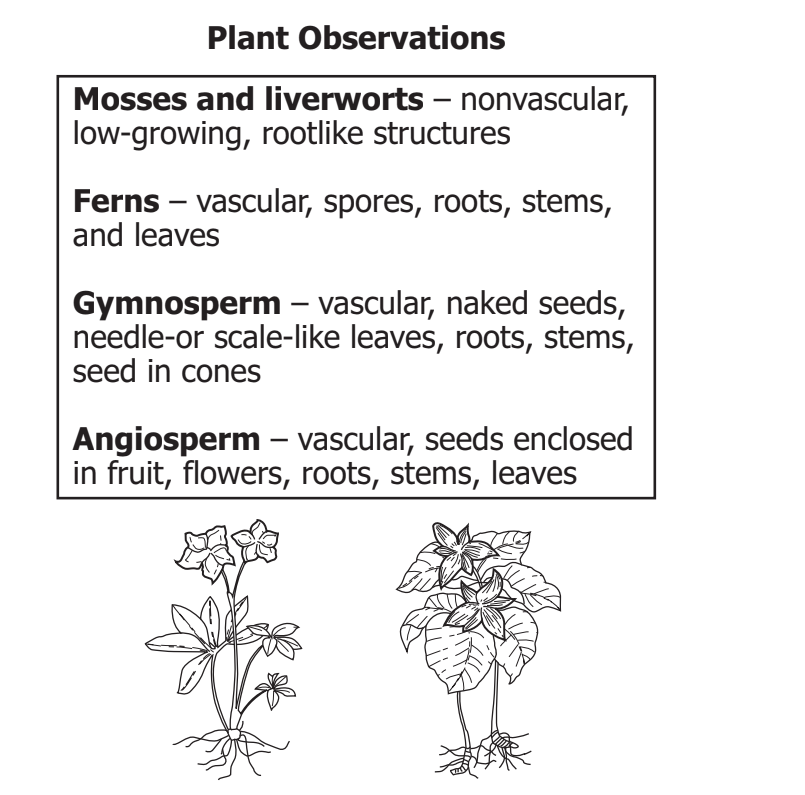 Plant Observations
Mosses and liverworts – nonvascular,
low-growing, rootlike structures
Ferns – vascular, spores, roots, stems,
and leaves
Gymnosperm – vascular, naked seeds,
needle-or scale-like leaves, roots, stems,
seed in cones
Angiosperm – vascular, seeds enclosed
in fruit, flowers, roots, stems, leaves